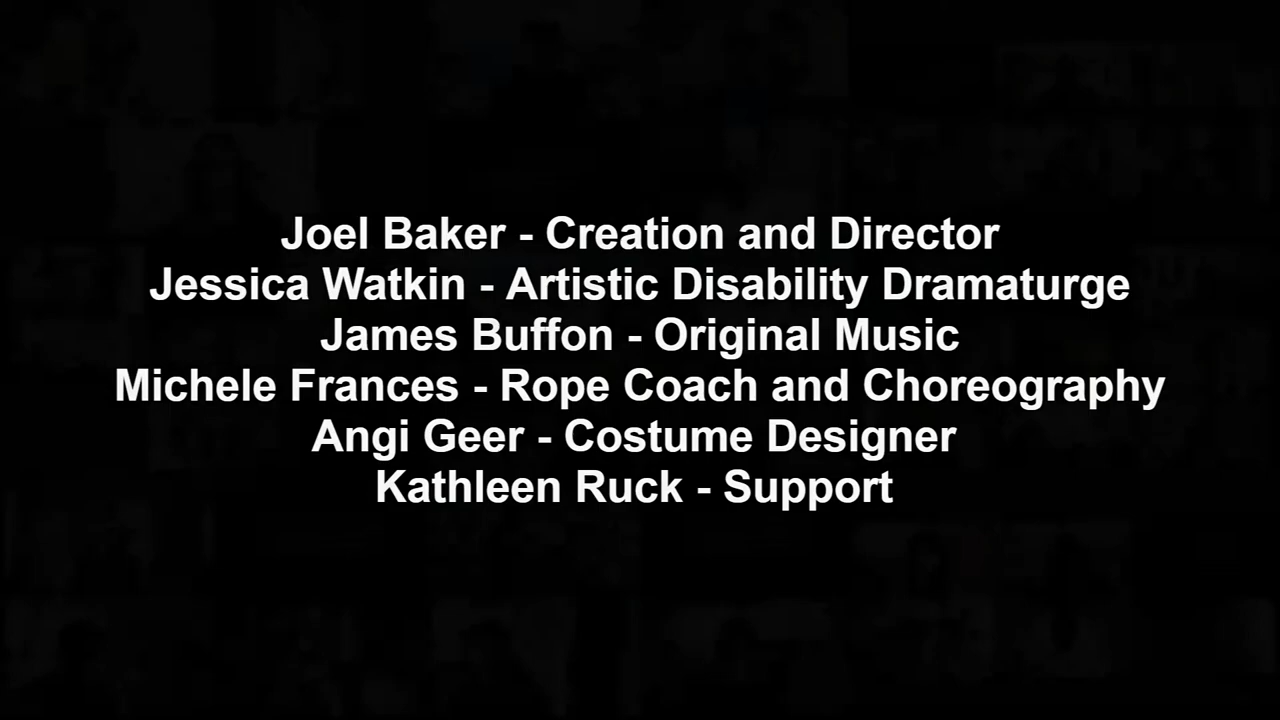 Joel Baker - Creation and Director
Jessica Watkin - Artistic Disability Dramaturge
James Buffon - Original Music
Michele Frances - Rope Coach and Choreography
Angi Geer - Costume Designer
Kathleen Ruck - Support